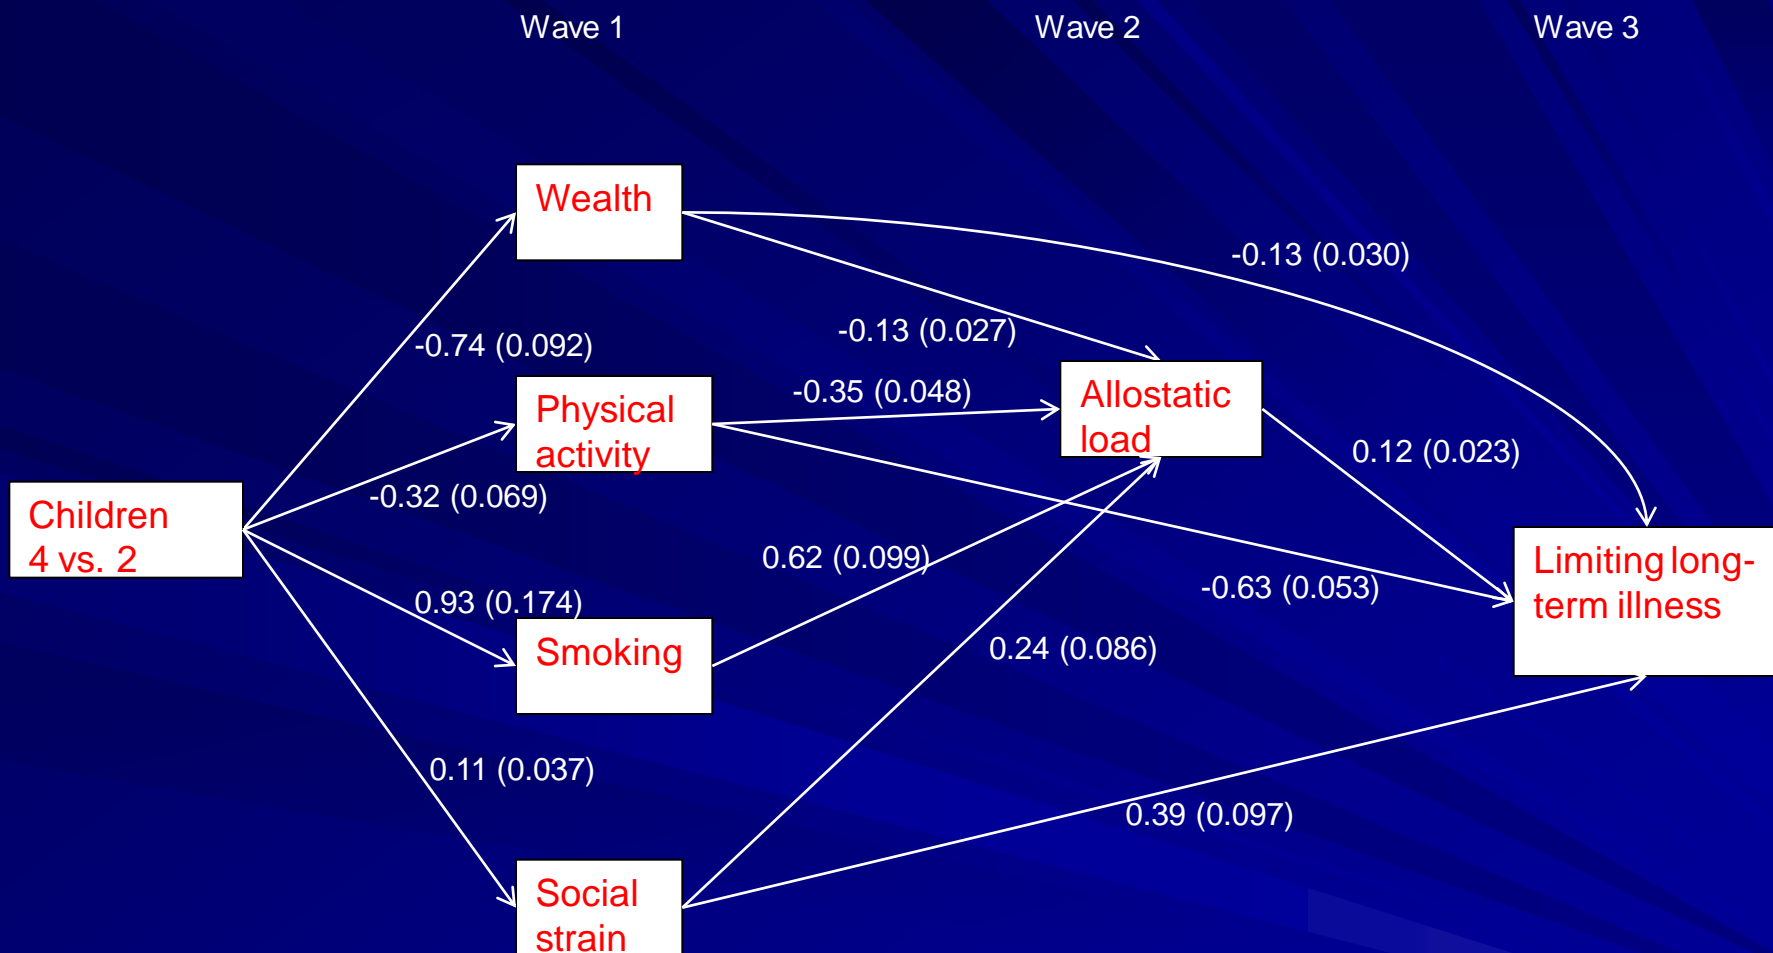 Wave 1
Wave 2
Wave 3
Wealth
-0.13 (0.030)
-0.13 (0.027)
-0.74 (0.092)
Physical
activity
-0.35 (0.048)
Allostatic
load
0.12 (0.023)
-0.32 (0.069)
Children
4 vs. 2
0.62 (0.099)
-0.63 (0.053)
Limiting long-
term illness
0.93 (0.174)
Smoking
0.24 (0.086)
0.11 (0.037)
0.39 (0.097)
Social
strain